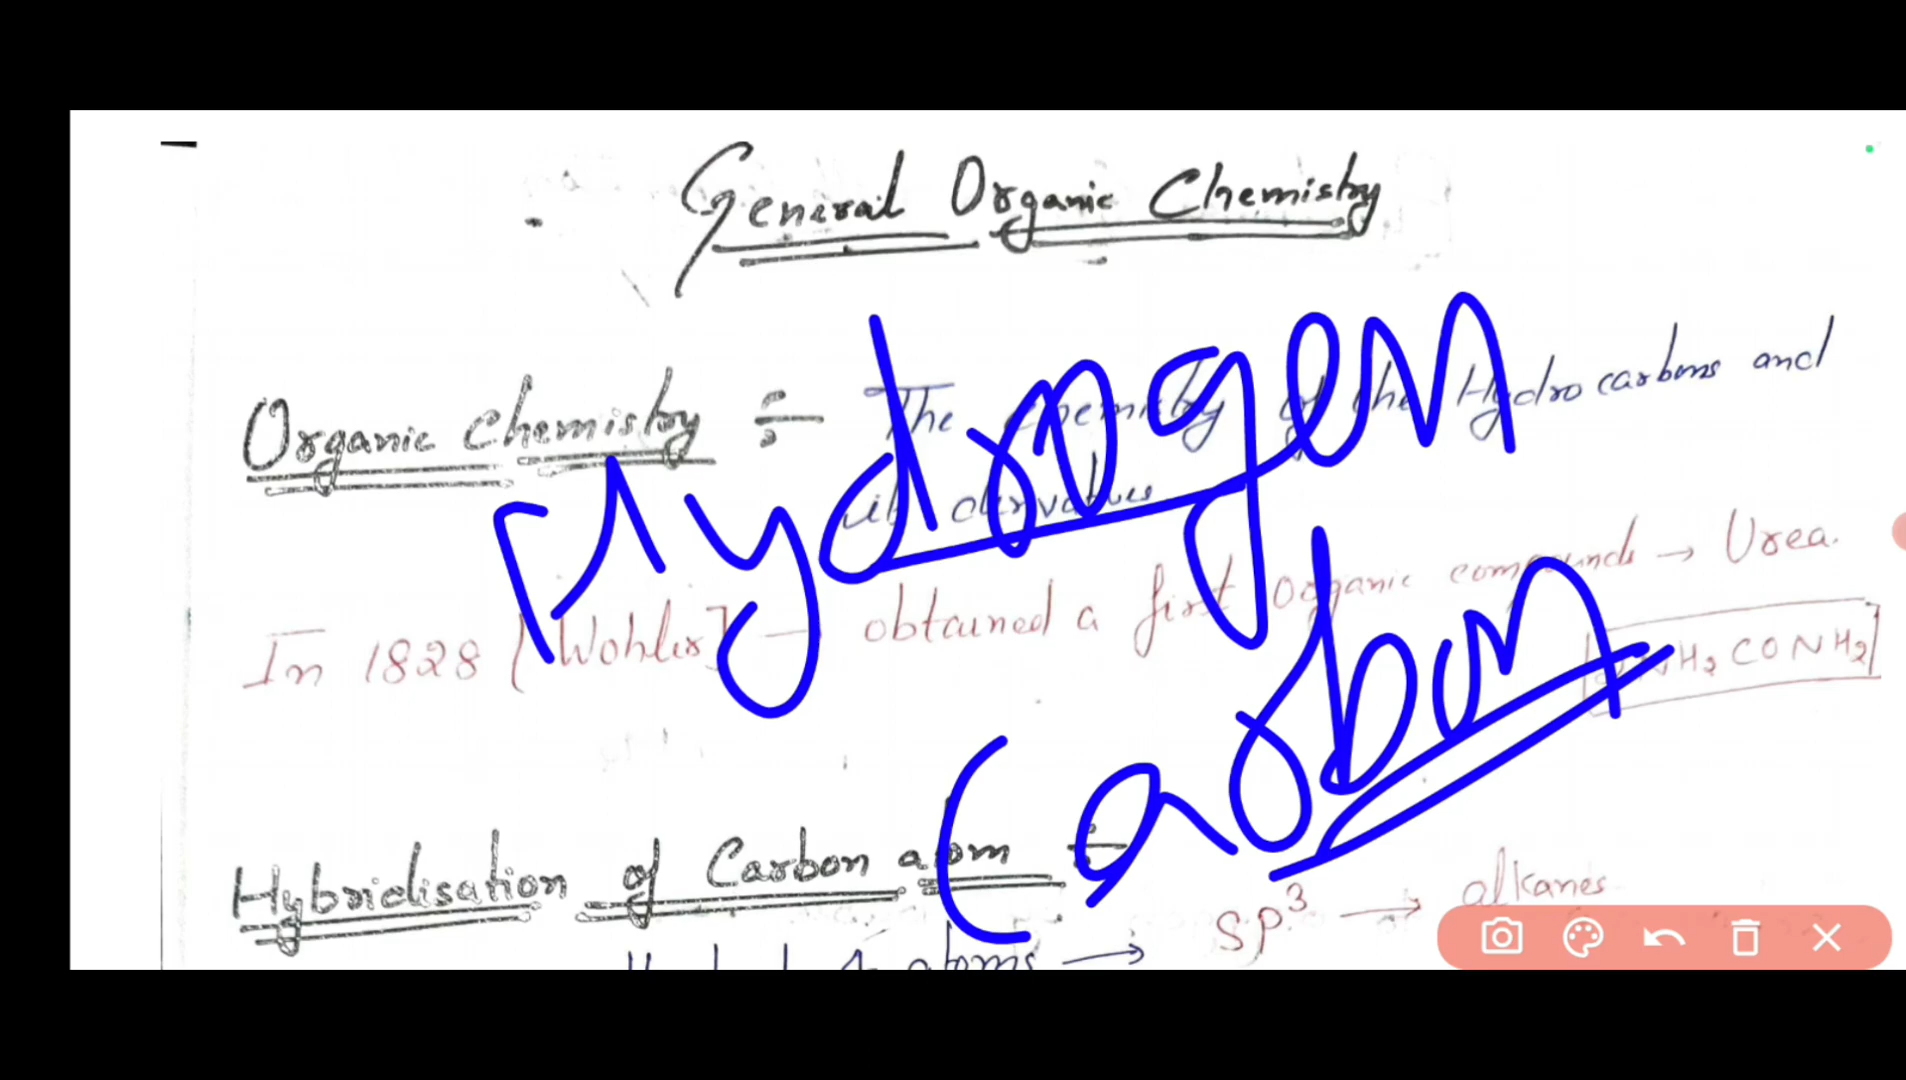 General Organic Chemistry
Organic chemistry ÷ The chemistry of the Hydrocarbons and
its derivatives
In 1828 [Wohler] → obtained a first organic compounds → Urea.
[NH2CONH2]
Hydrogen
Carbon
Hybridisation of Carbon atom ÷
SP3 → alkanes
atoms →